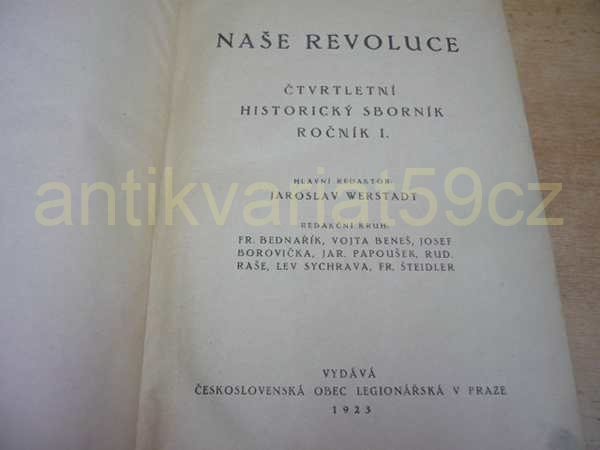 NAŠE REVOLUCE
ČTVRTLETNÍ
HISTORICKÝ SBORNÍK
ROČNÍK I.
HLAVNÍ REDAKTOR:
JAROSLAV WERSTADT
antikvariat59cz
REDAKČNÍ KRUH:
FR. BEDNAŘÍK, VOJTA BENEŠ, JOSEF
BOROVIČKA, JAR. PAPOUŠEK, RUD.
RAŠE, LEV SYCHRAVA, FR. ŠTEIDLER
VYDÁVÁ
ČESKOSLOVENSKÁ OBEC LEGIONÁŘSKÁ V PRAZE
1923